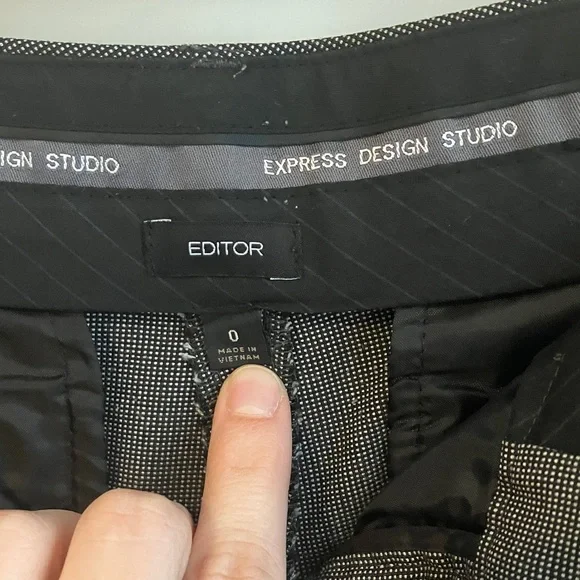 IGN STUDIO
EXPRESS DESIGN STUDIO
EDITOR
0
MADE IN
VIETNAM